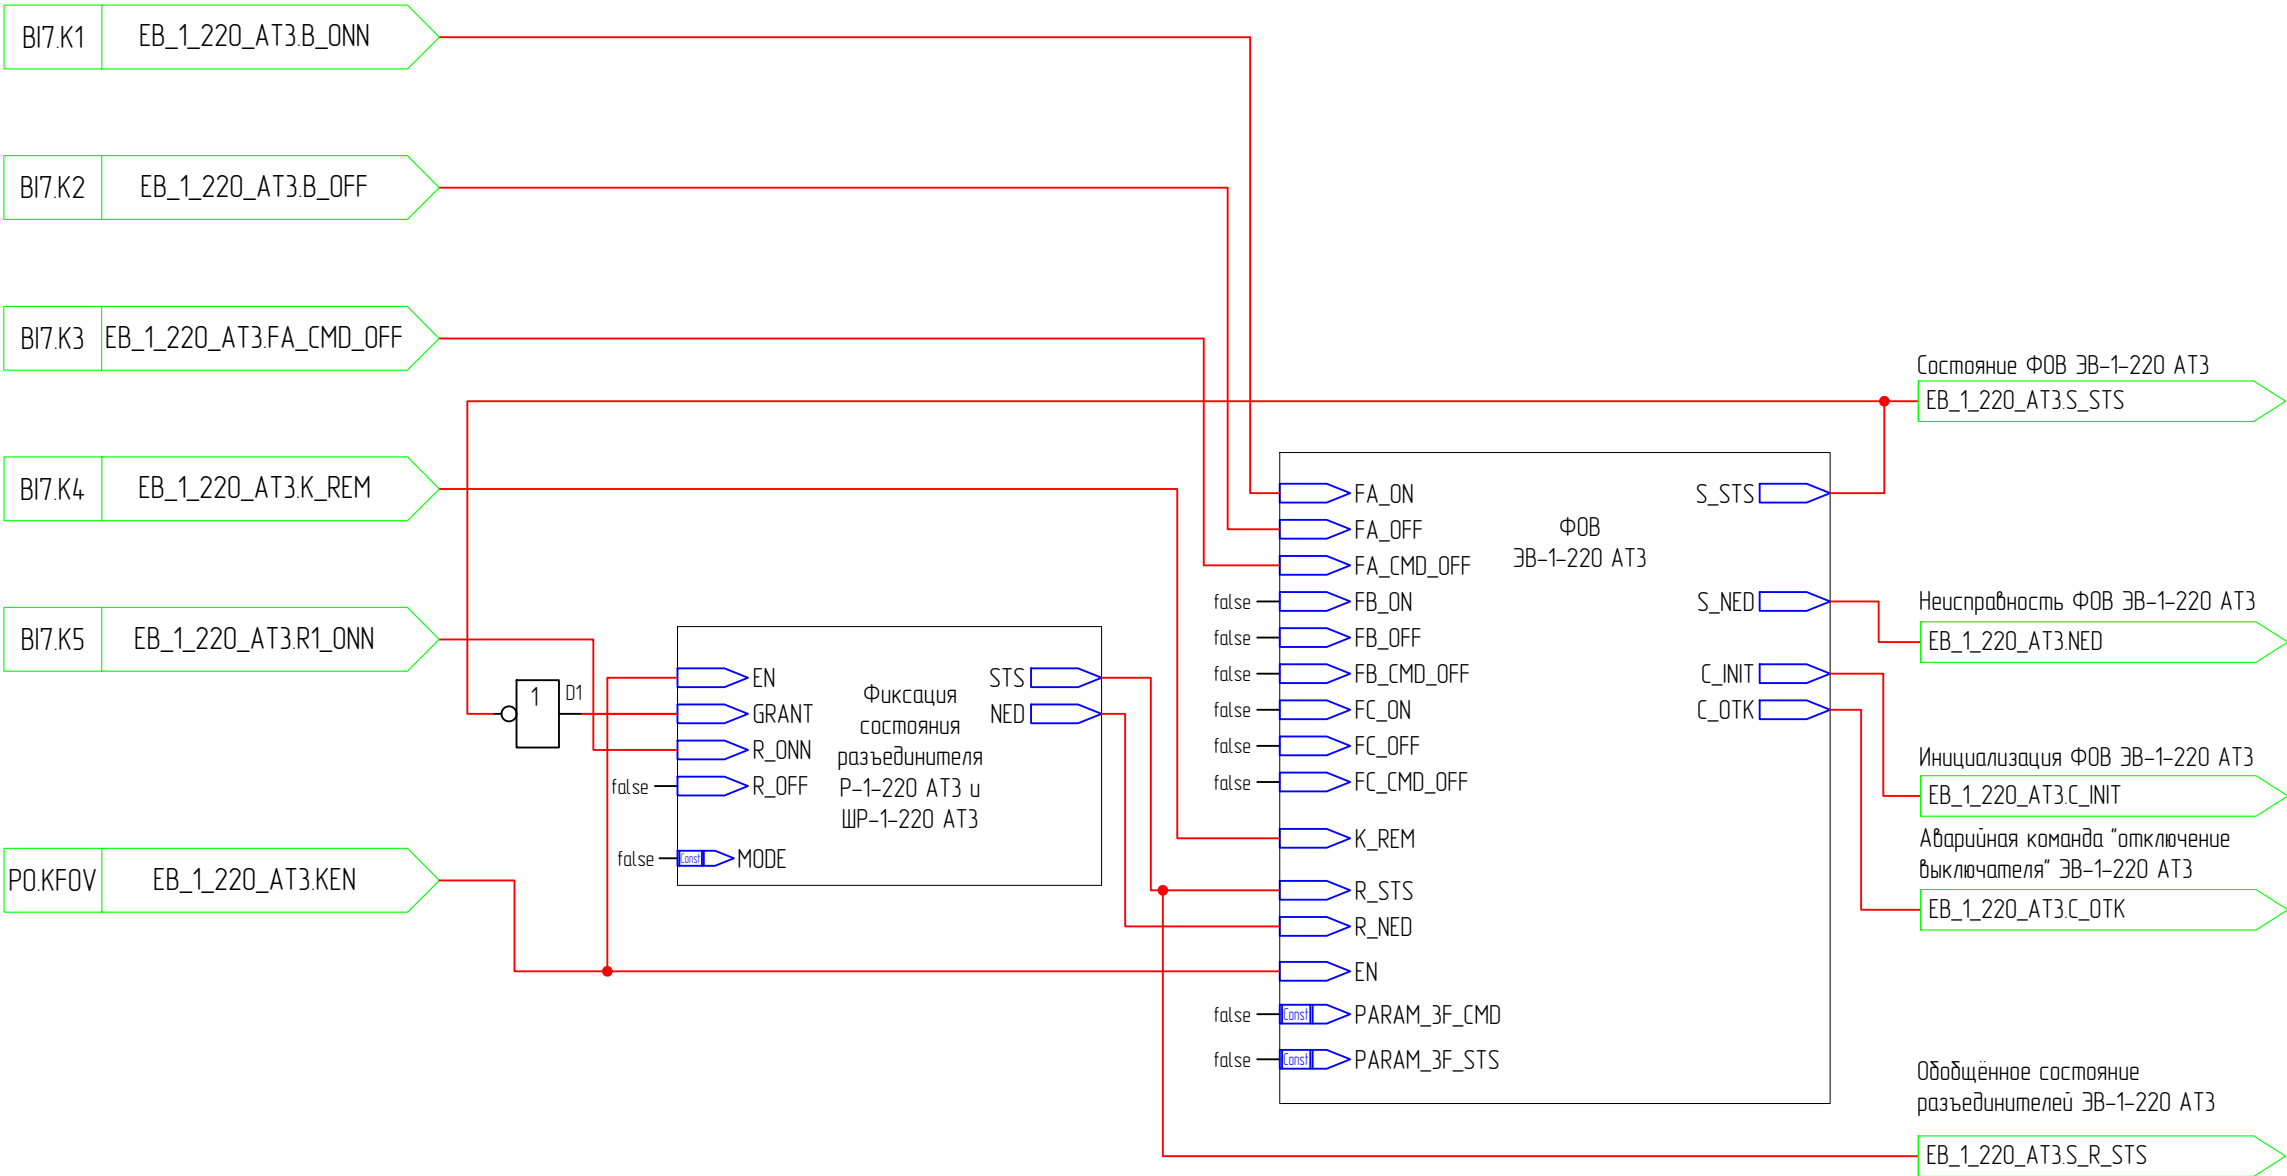 BI7.K1 EB_1_220_AT3.B_ONN
BI7.K2 EB_1_220_AT3.B_OFF
BI7.K3 EB_1_220_AT3.FA_CMD_OFF
BI7.K4 EB_1_220_AT3.K_REM
BI7.K5 EB_1_220_AT3.R1_ONN
PO.KFOV EB_1_220_AT3.KEN
1
D1
EN
GRANT
R_ONN
false R_OFF
false Const MODE
Фиксация
состояния
разъединителя
Р-1-220 АТ3 и
ШР-1-220 АТ3
STS
NED
FA_ON
FA_OFF
FA_CMD_OFF
false FB_ON
false FB_OFF
false FB_CMD_OFF
false FC_ON
false FC_OFF
false FC_CMD_OFF
K_REM
R_STS
R_NED
EN
false Const PARAM_3F_CMD
false Const PARAM_3F_STS
ФОВ
ЭВ-1-220 АТ3
S_STS
S_NED
C_INIT
C_OTK
Состояние ФОВ ЭВ-1-220 АТ3
EB_1_220_AT3.S_STS
Неисправность ФОВ ЭВ-1-220 АТ3
EB_1_220_AT3.NED
Инициализация ФОВ ЭВ-1-220 АТ3
EB_1_220_AT3.C_INIT
Аварийная команда "отключение
выключателя" ЭВ-1-220 АТ3
EB_1_220_AT3.C_OTK
Обобщённое состояние
разъединителей ЭВ-1-220 АТ3
EB_1_220_AT3.S_R_STS